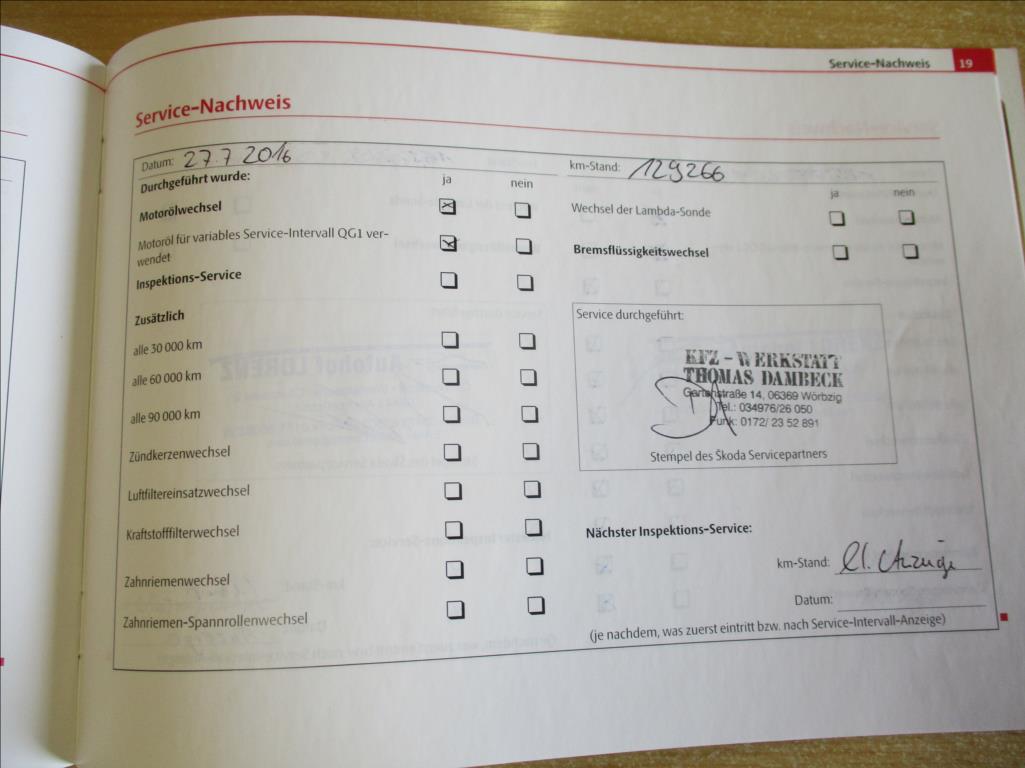 Service-Nachweis 19
Service-Nachweis
Datum: 27.7 2016
km-Stand: 129266
Durchgeführt wurde:
ja nein
ja nein
Motorölwechsel
Wechsel der Lambda-Sonde
Motoröl für variables Service-Intervall QG1 ver-
wendet
Bremsflüssigkeitswechsel
Inspektions-Service
Zusätzlich
alle 30 000 km
alle 60 000 km
alle 90 000 km
Zündkerzenwechsel
Luftfiltereinsatzwechsel
Kraftstofffilterwechsel
Zahnriemenwechsel
Zahnriemen-Spannrollenwechsel
Service durchgeführt:
KFZ - WERKSTATT
THOMAS DAMBECK
Gartenstraße 14, 06369 Wörbzig
Tel.: 034976/26 050
Funk: 0172/ 23 52 891
Stempel des Škoda Servicepartners
Nächster Inspektions-Service:
km-Stand: lt. Anzeige
Datum:
(je nachdem, was zuerst eintritt bzw. nach Service-Intervall-Anzeige)